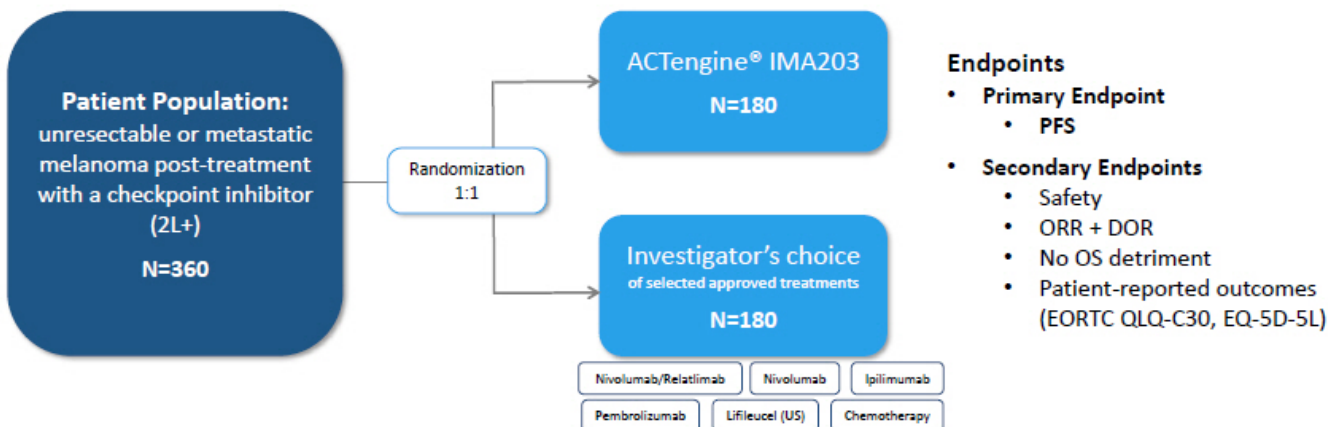 Patient Population:
unresectable or metastatic
melanoma post-treatment
with a checkpoint inhibitor
(2L+)
N=360
Randomization
1:1
ACTengine® IMA203
N=180
Investigator's choice
of selected approved treatments
N=180
Nivolumab/Relatlimab
Nivolumab
Ipilimumab
Pembrolizumab
Lifileucel (US)
Chemotherapy
Endpoints
• Primary Endpoint
• PFS
• Secondary Endpoints
• Safety
• ORR + DOR
• No OS detriment
• Patient-reported outcomes
(EORTC QLQ-C30, EQ-5D-5L)